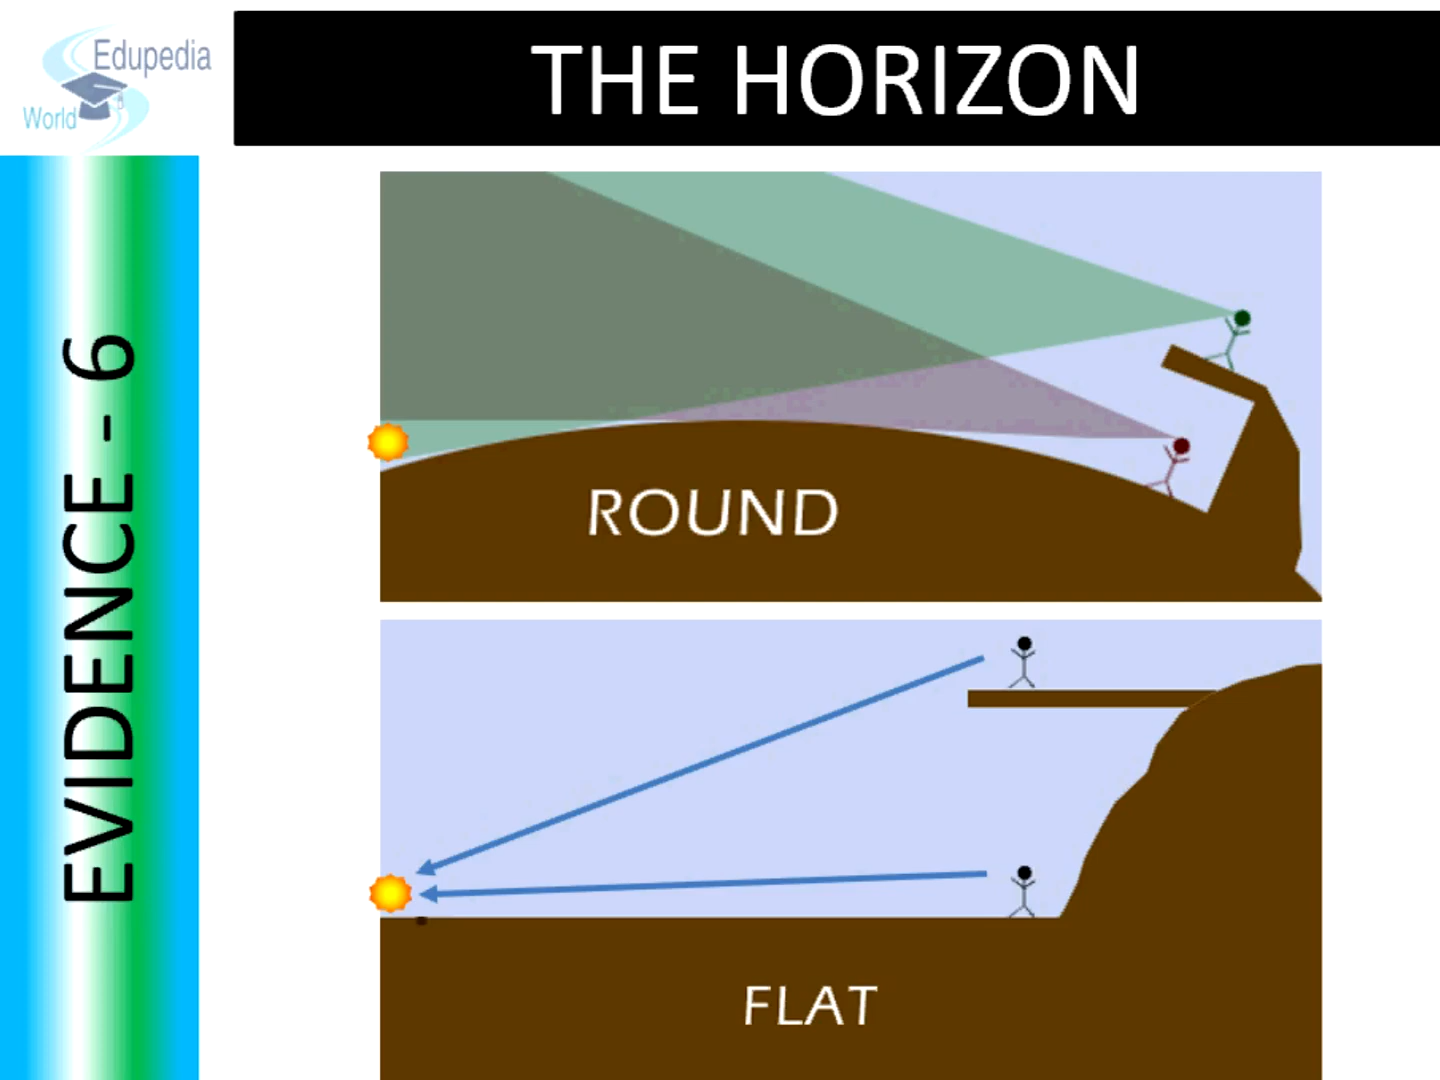 Edupedia
World
THE HORIZON
EVIDENCE - 6
ROUND
FLAT